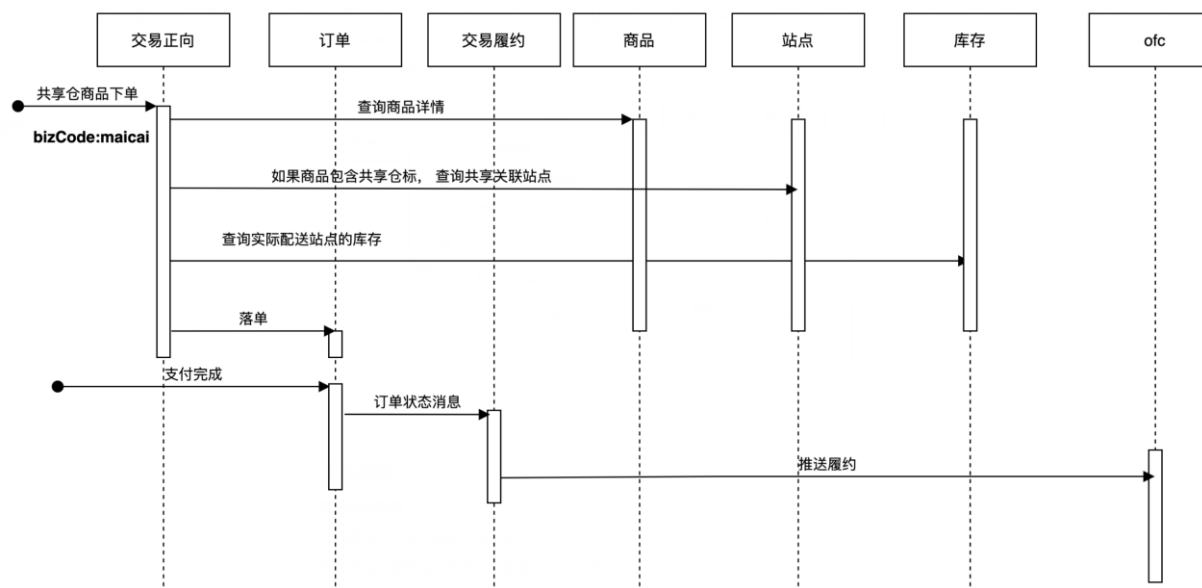 交易正向
订单
交易履约
商品
站点
库存
ofc
共享仓商品下单
查询商品详情
bizCode:maicai
如果商品包含共享仓标， 查询共享关联站点
查询实际配送站点的库存
落单
支付完成
订单状态消息
推送履约